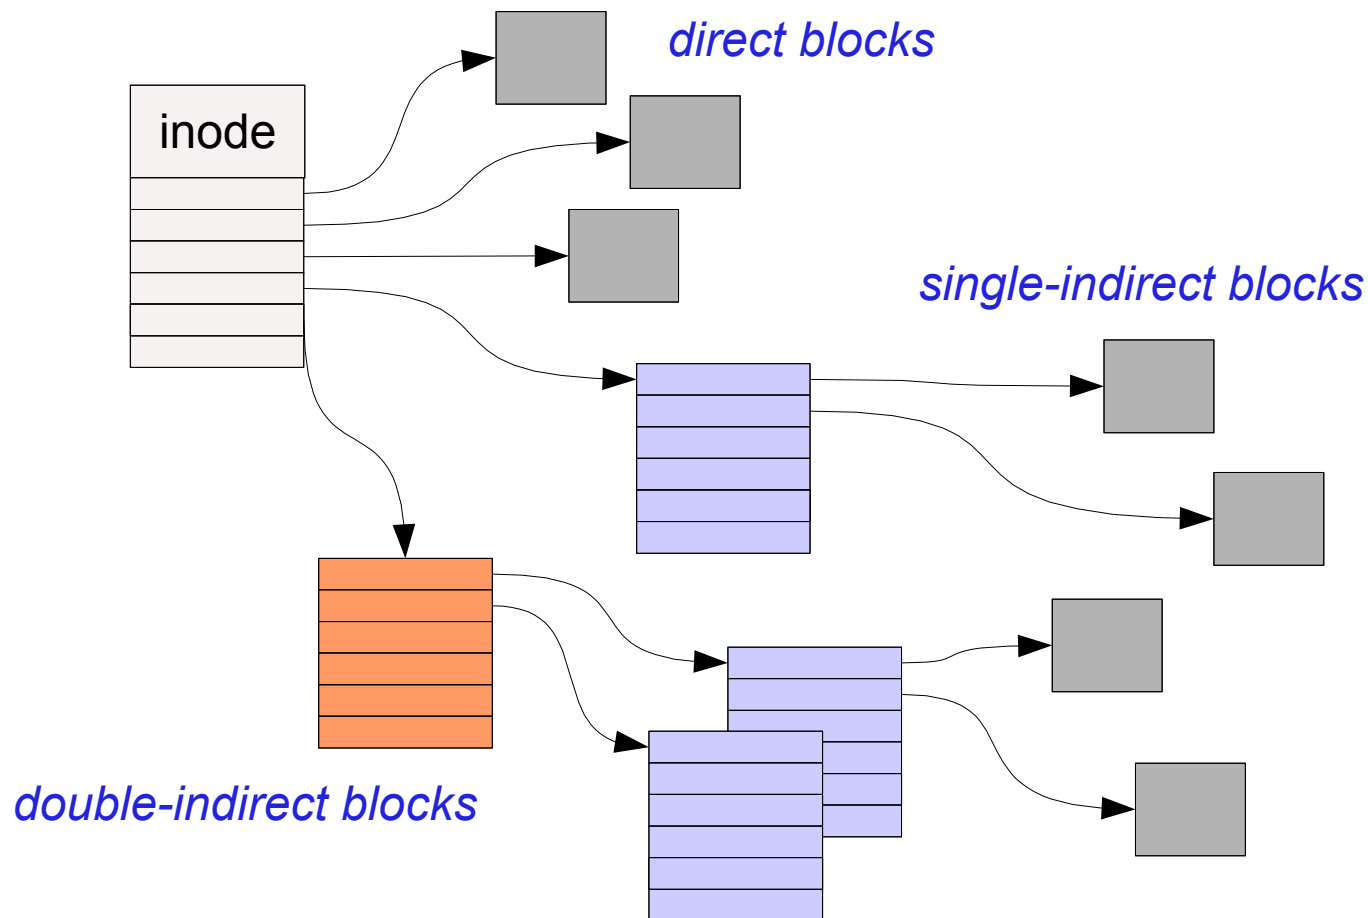 direct blocks
inode
single-indirect blocks
double-indirect blocks